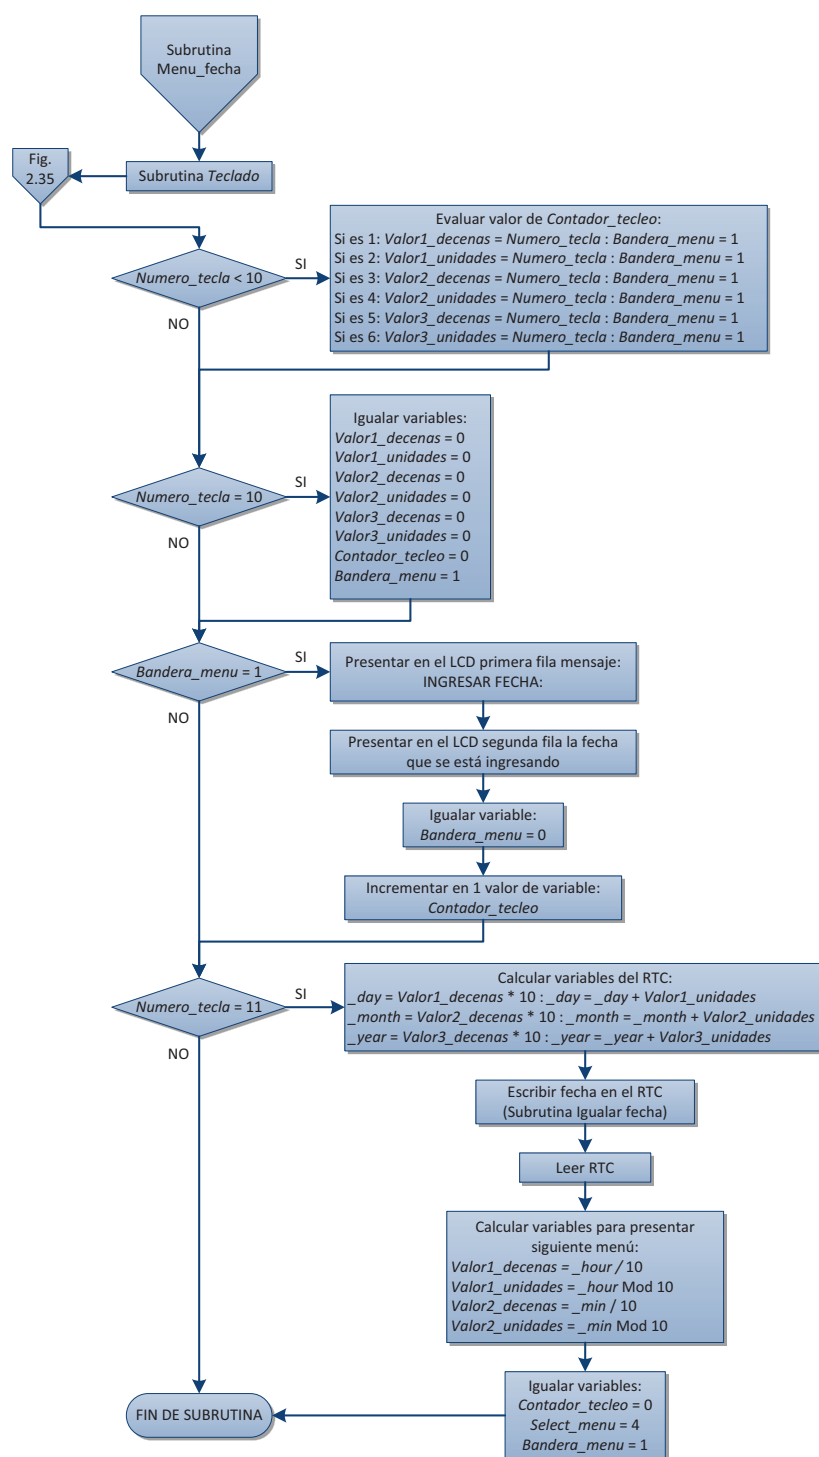 Subrutina
Menu_fecha
Fig.
2.35
Subrutina Teclado
Numero_tecla < 10
SI
NO
Evaluar valor de Contador_tecleo:
Si es 1: Valor1_decenas = Numero_tecla : Bandera_menu = 1
Si es 2: Valor1_unidades = Numero_tecla : Bandera_menu = 1
Si es 3: Valor2_decenas = Numero_tecla : Bandera_menu = 1
Si es 4: Valor2_unidades = Numero_tecla : Bandera_menu = 1
Si es 5: Valor3_decenas = Numero_tecla : Bandera_menu = 1
Si es 6: Valor3_unidades = Numero_tecla : Bandera_menu = 1
Numero_tecla = 10
SI
NO
Igualar variables:
Valor1_decenas = 0
Valor1_unidades = 0
Valor2_decenas = 0
Valor2_unidades = 0
Valor3_decenas = 0
Valor3_unidades = 0
Contador_tecleo = 0
Bandera_menu = 1
Bandera_menu = 1
SI
NO
Presentar en el LCD primera fila mensaje:
INGRESAR FECHA:
Presentar en el LCD segunda fila la fecha
que se está ingresando
Igualar variable:
Bandera_menu = 0
Incrementar en 1 valor de variable:
Contador_tecleo
Numero_tecla = 11
SI
NO
Calcular variables del RTC:
_day = Valor1_decenas * 10 : _day = _day + Valor1_unidades
_month = Valor2_decenas * 10 : _month = _month + Valor2_unidades
_year = Valor3_decenas * 10 : _year = _year + Valor3_unidades
Escribir fecha en el RTC
(Subrutina Igualar fecha)
Leer RTC
Calcular variables para presentar
siguiente menú:
Valor1_decenas = _hour / 10
Valor1_unidades = _hour Mod 10
Valor2_decenas = _min / 10
Valor2_unidades = _min Mod 10
Igualar variables:
Contador_tecleo = 0
Select_menu = 4
Bandera_menu = 1
FIN DE SUBRUTINA